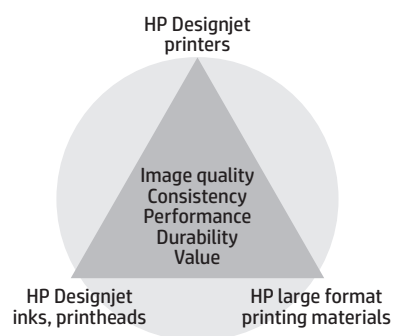 HP Designjet
printers
Image quality
Consistency
Performance
Durability
Value
HP Designjet
inks, printheads
HP large format
printing materials